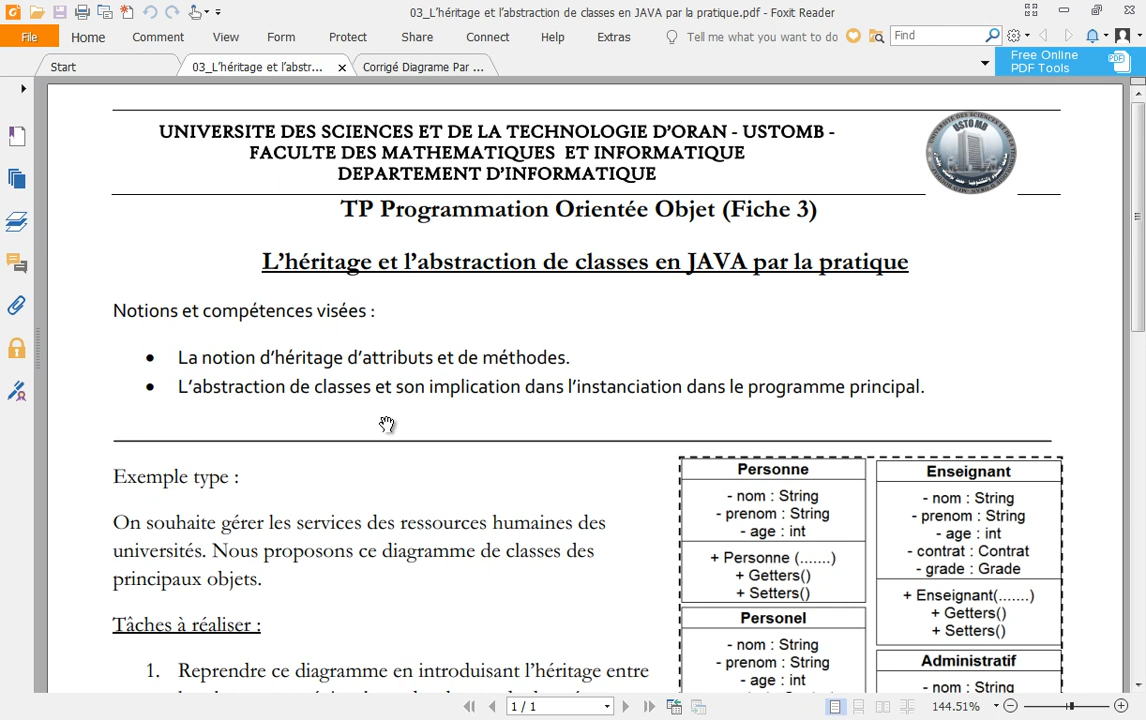 03_L'héritage et l'abstraction de classes en JAVA par la pratique.pdf - Foxit Reader
File Home Comment View Form Protect Share Connect Help Extras Tell me what you want to do Find
Start 03_L'héritage et l'abstr... Corrigé Diagrame Par ... Free Online
PDF Tools
UNIVERSITE DES SCIENCES ET DE LA TECHNOLOGIE D'ORAN - USTOMB -
FACULTE DES MATHEMATIQUES ET INFORMATIQUE
DEPARTEMENT D'INFORMATIQUE
USTOMB
TP Programmation Orientée Objet (Fiche 3)
L'héritage et l'abstraction de classes en JAVA par la pratique
Notions et compétences visées :
• La notion d'héritage d'attributs et de méthodes.
• L'abstraction de classes et son implication dans l'instanciation dans le programme principal.
Exemple type :
On souhaite gérer les services des ressources humaines des
universités. Nous proposons ce diagramme de classes des
principaux objets.
Tâches à réaliser :
1. Reprendre ce diagramme en introduisant l'héritage entre
Personne
- nom : String
- prenom : String
- age : int
+ Personne (.......)
+ Getters()
+ Setters()
Personel
- nom : String
- prenom : String
- age : int
Enseignant
- nom : String
- prenom : String
- age : int
- contrat : Contrat
- grade : Grade
+ Enseignant(.......)
+ Getters()
+ Setters()
Administratif
- nom : String
1 / 1 144.51%